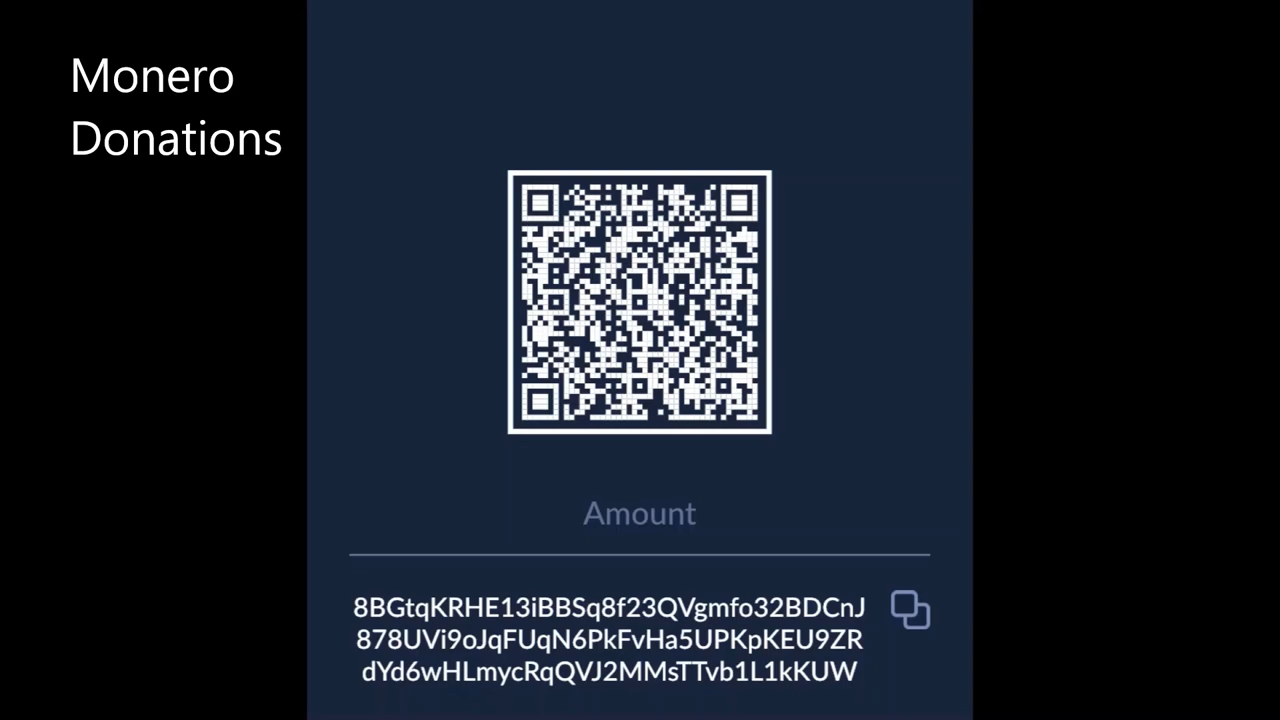 Monero
Donations
Amount
8BGtqKRHE13iBBSq8f23QVgmfo32BDCnJ
878UVi9oJqFUqN6PkFvHa5UPKpKEU9ZR
dYd6wHLmycRqQVJ2MMsTTvb1L1kKUW